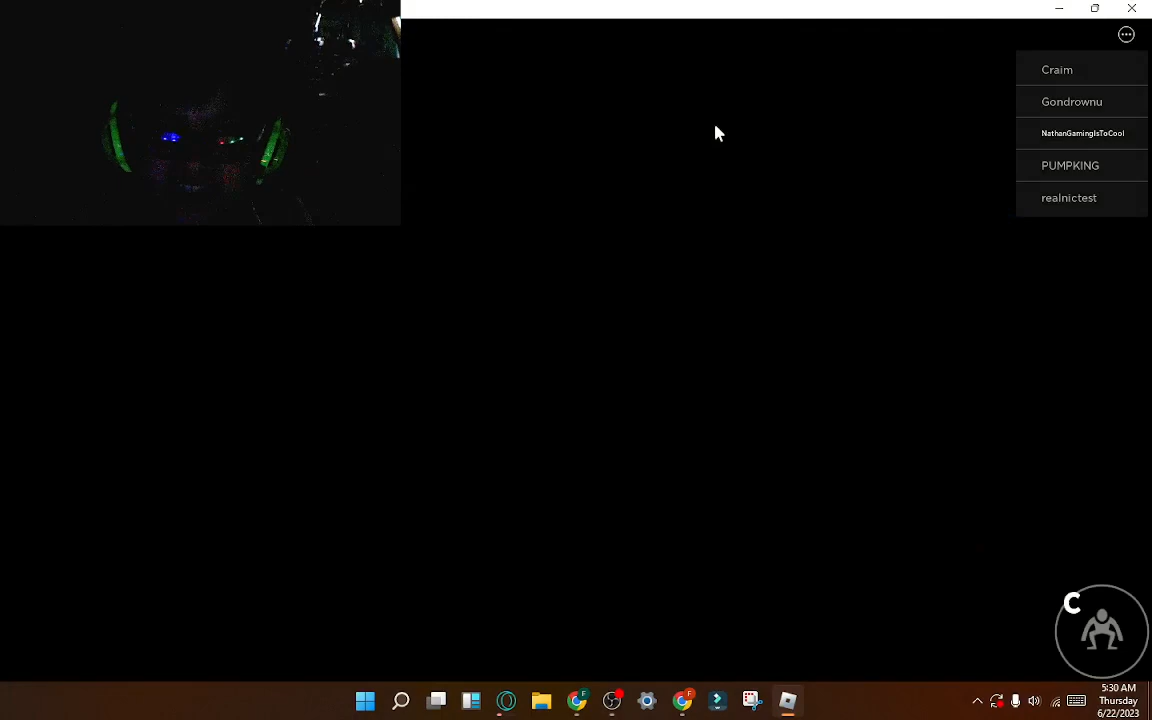 Craim
Gondrownu
NathanGamingIsToCool
PUMPKING
realnictest
C
F
F
5:30 AM
Thursday
6/22/2023